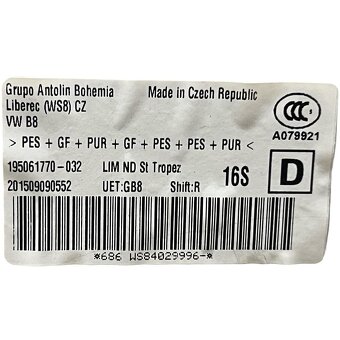 Grupo Antolin Bohemia Made in Czech Republic
Liberec (WS8) CZ
VW B8
CCC
A079921
> PES + GF + PUR + GF + PES + PES + PUR <
195061770-032 LIM ND St Tropez 16S D
201509090552 UET:GB8 Shift:R
*686 WS84029996-*